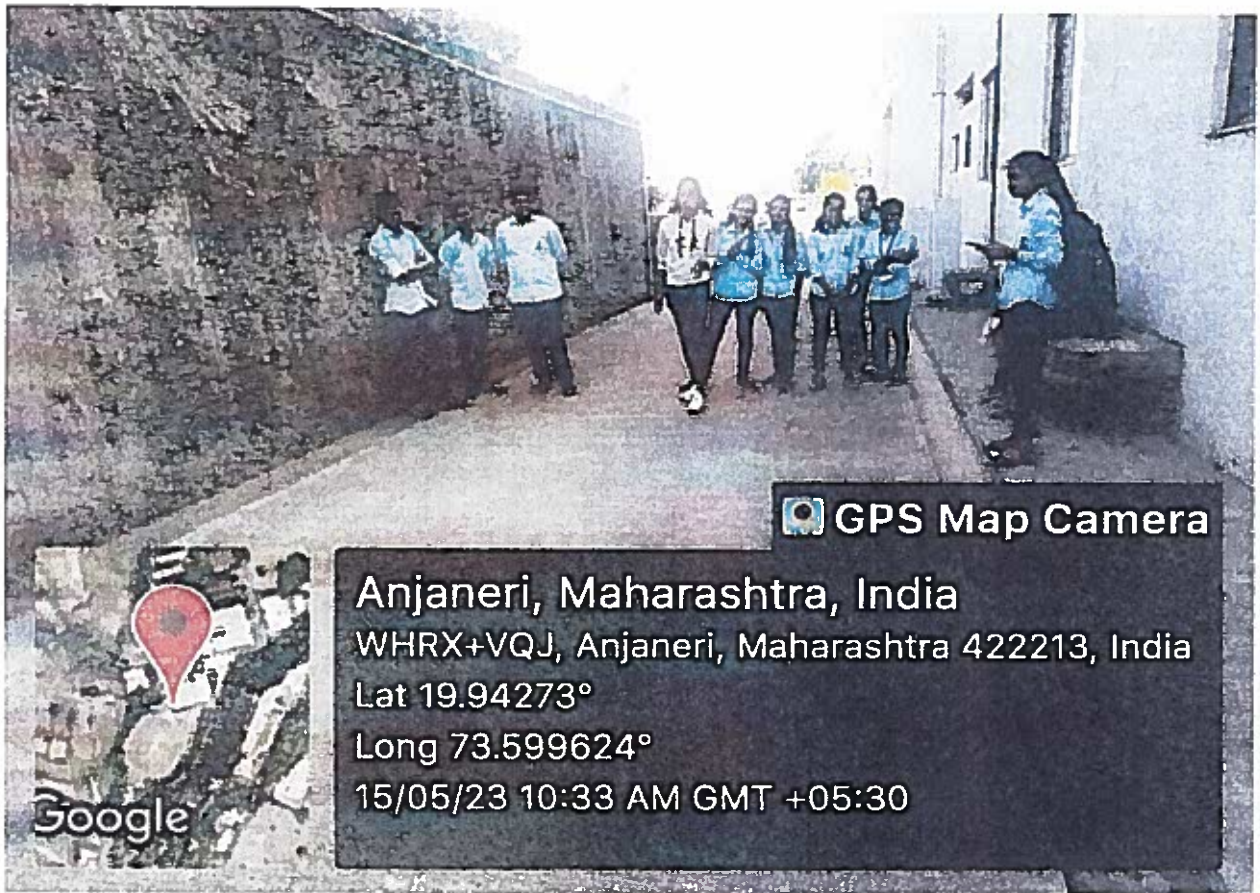 GPS Map Camera
Anjaneri, Maharashtra, India
WHRX+VQJ, Anjaneri, Maharashtra 422213, India
Lat 19.94273°
Long 73.599624°
15/05/23 10:33 AM GMT +05:30
Google